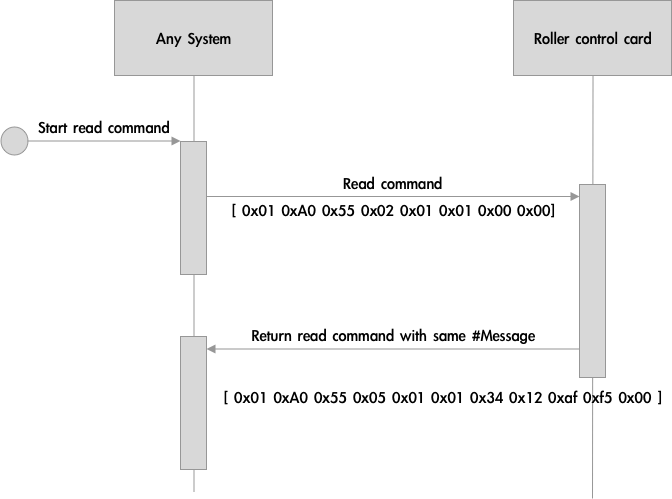 Any System
Roller control card
Start read command
Read command
[ 0x01 0xA0 0x55 0x02 0x01 0x01 0x00 0x00]
Return read command with same #Message
[ 0x01 0xA0 0x55 0x05 0x01 0x01 0x34 0x12 0xaf 0xf5 0x00 ]